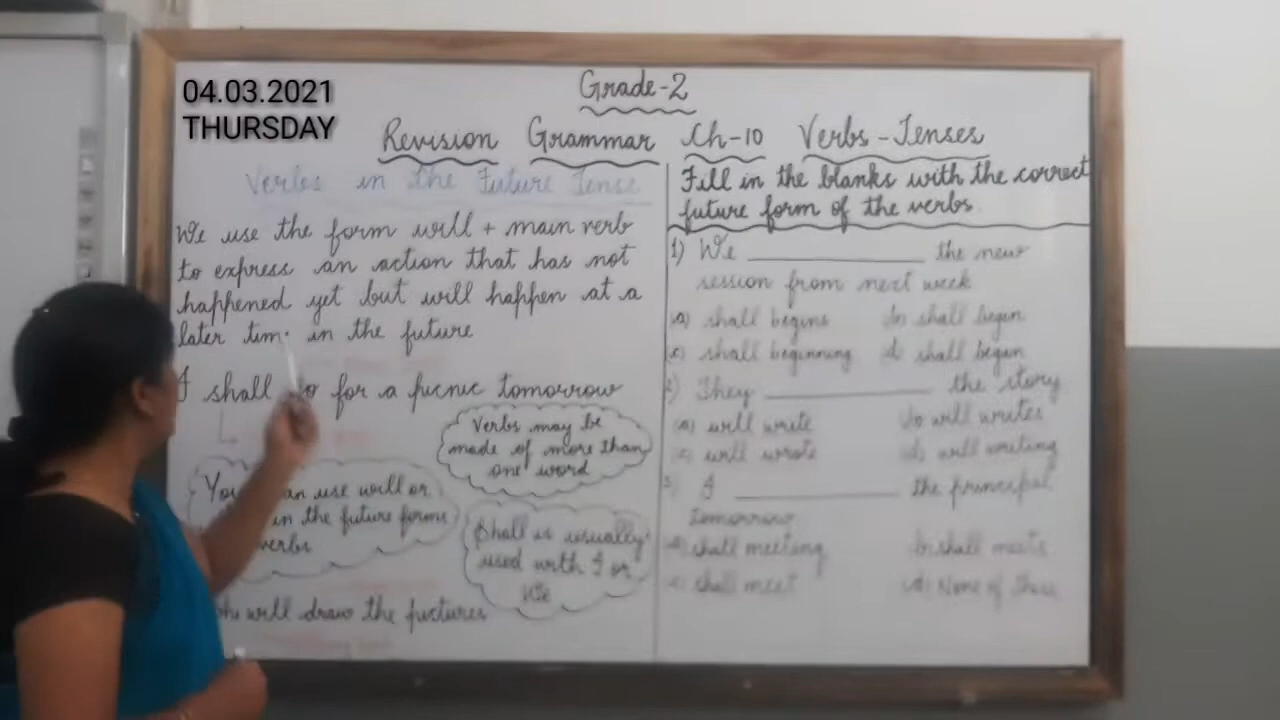 04.03.2021
THURSDAY
Grade-2
Revision Grammar Ch-10 Verbs-Tenses
Verbs in the Future Tense
We use the form will + main verb
to express an action that has not
happened yet but will happen at a
later tim in the future
I shall go for a picnic tomorrow
Verbs may be
made of more than
one word
You can use will or
in the future forms
verbs
Shall is usually
used with I or
We
will draw the pictures
Fill in the blanks with the correct
future form of the verbs
1) We ____________ the new
session from next week
a) shall begins b) shall begin
c) shall beginning d) shall began
2) They ____________ the story
a) will write b) will writes
c) will wrote d) will writing
3) I ____________ the principal
tomorrow
a) shall meeting b) shall meets
c) shall meet d) None of these